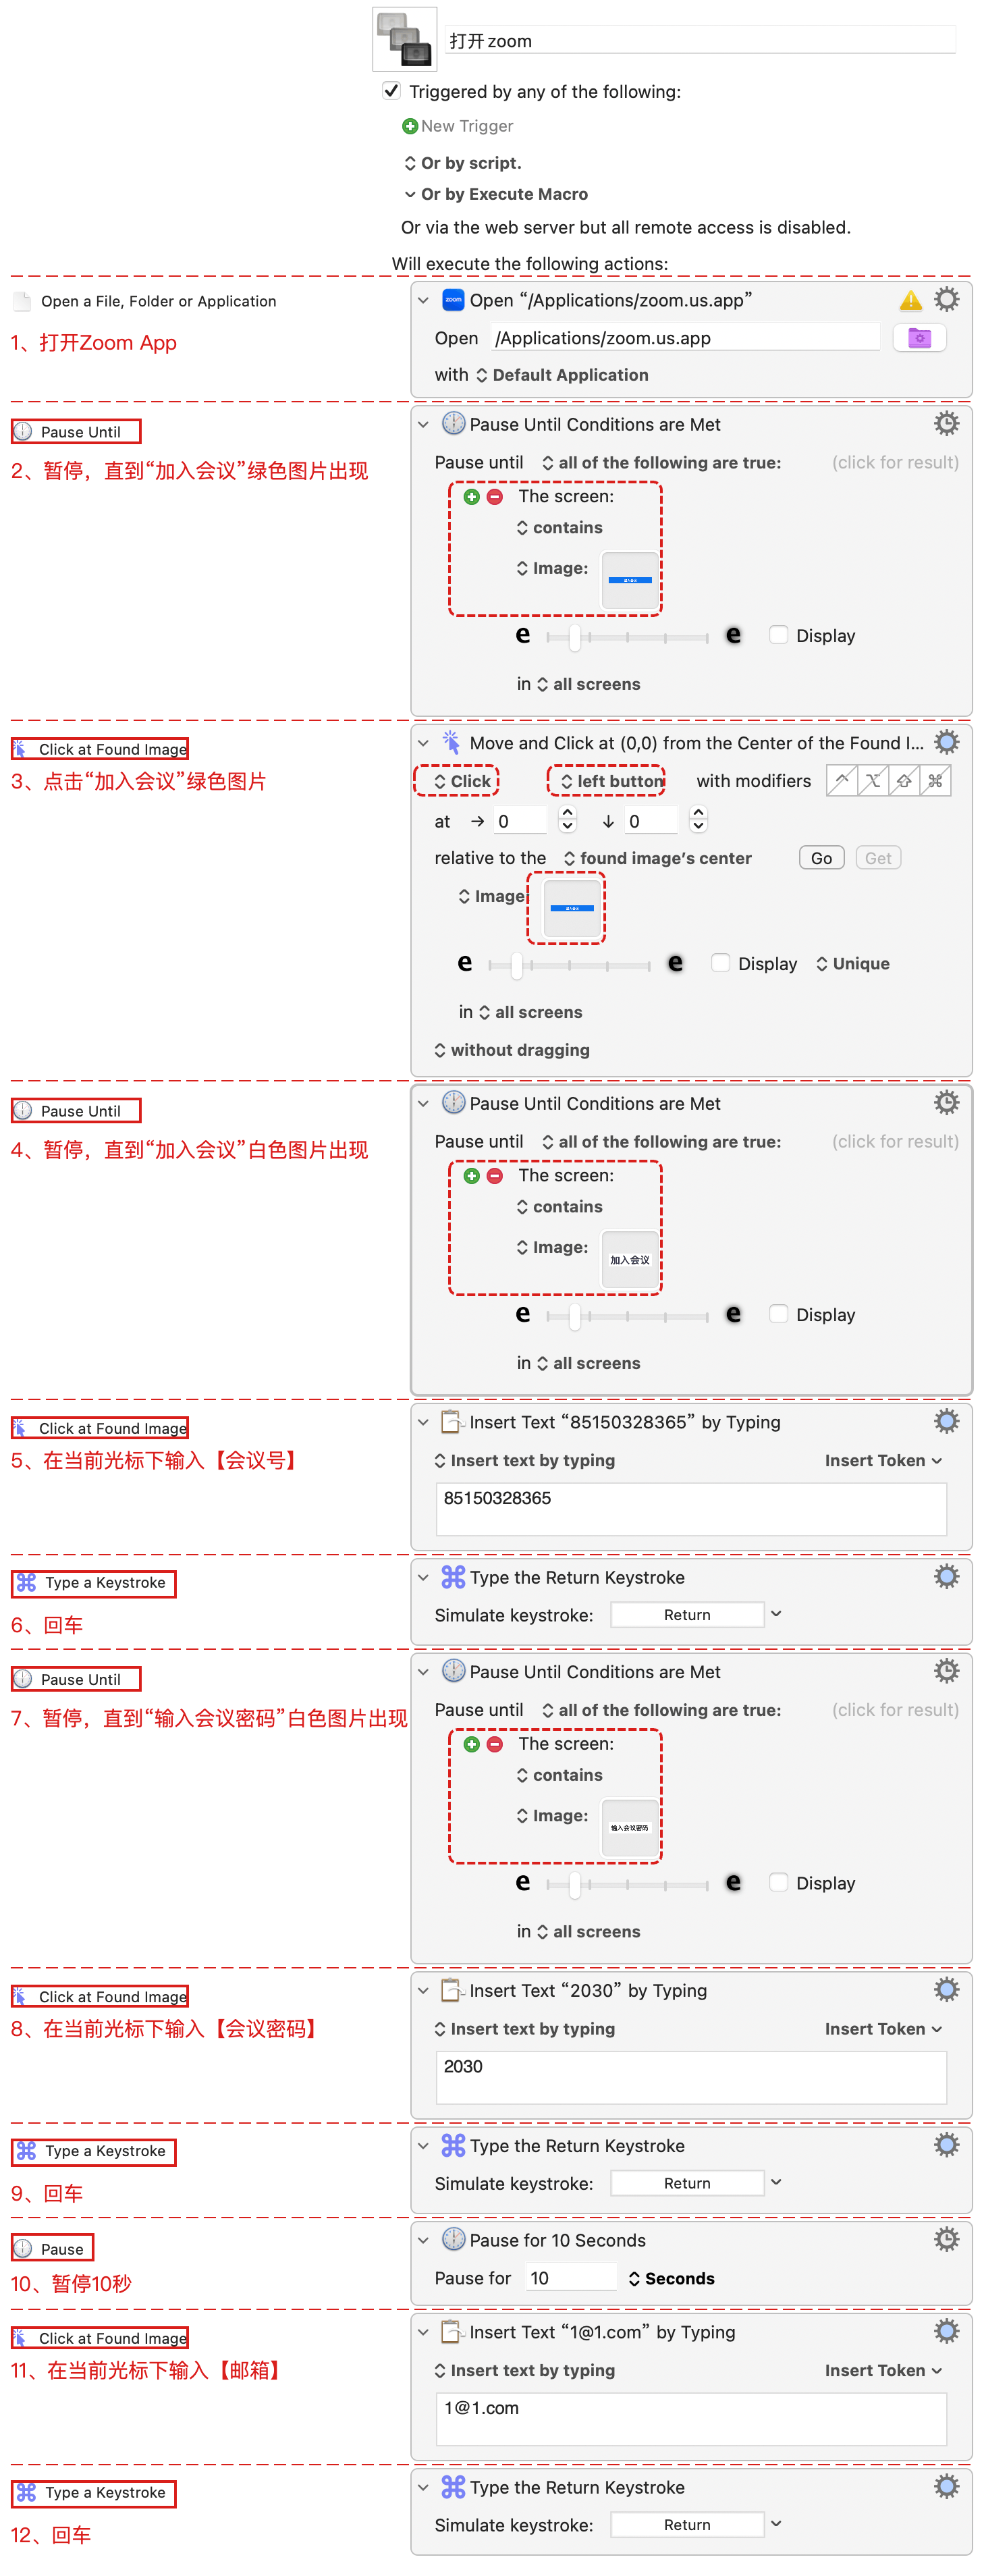 打开zoom
Triggered by any of the following:
New Trigger
Or by script.
Or by Execute Macro
Or via the web server but all remote access is disabled.
Will execute the following actions:
Open a File, Folder or Application
1、打开Zoom App
zoom
Open “/Applications/zoom.us.app”
Open /Applications/zoom.us.app
with Default Application
Pause Until
2、暂停，直到“加入会议”绿色图片出现
Pause Until Conditions are Met
Pause until all of the following are true: (click for result)
The screen:
contains
Image:
e e Display
in all screens
Click at Found Image
3、点击“加入会议”绿色图片
Move and Click at (0,0) from the Center of the Found I...
Click left button with modifiers
at 0 0
relative to the found image’s center Go Get
Image
e e Display Unique
in all screens
without dragging
Pause Until
4、暂停，直到“加入会议”白色图片出现
Pause Until Conditions are Met
Pause until all of the following are true: (click for result)
The screen:
contains
Image: 加入会议
e e Display
in all screens
Click at Found Image
5、在当前光标下输入【会议号】
Insert Text “85150328365” by Typing
Insert text by typing Insert Token
85150328365
Type a Keystroke
6、回车
Type the Return Keystroke
Simulate keystroke: Return
Pause Until
7、暂停，直到“输入会议密码”白色图片出现
Pause Until Conditions are Met
Pause until all of the following are true: (click for result)
The screen:
contains
Image: 输入会议密码
e e Display
in all screens
Click at Found Image
8、在当前光标下输入【会议密码】
Insert Text “2030” by Typing
Insert text by typing Insert Token
2030
Type a Keystroke
9、回车
Type the Return Keystroke
Simulate keystroke: Return
Pause
10、暂停10秒
Pause for 10 Seconds
Pause for 10 Seconds
Click at Found Image
11、在当前光标下输入【邮箱】
Insert Text “1@1.com” by Typing
Insert text by typing Insert Token
1@1.com
Type a Keystroke
12、回车
Type the Return Keystroke
Simulate keystroke: Return